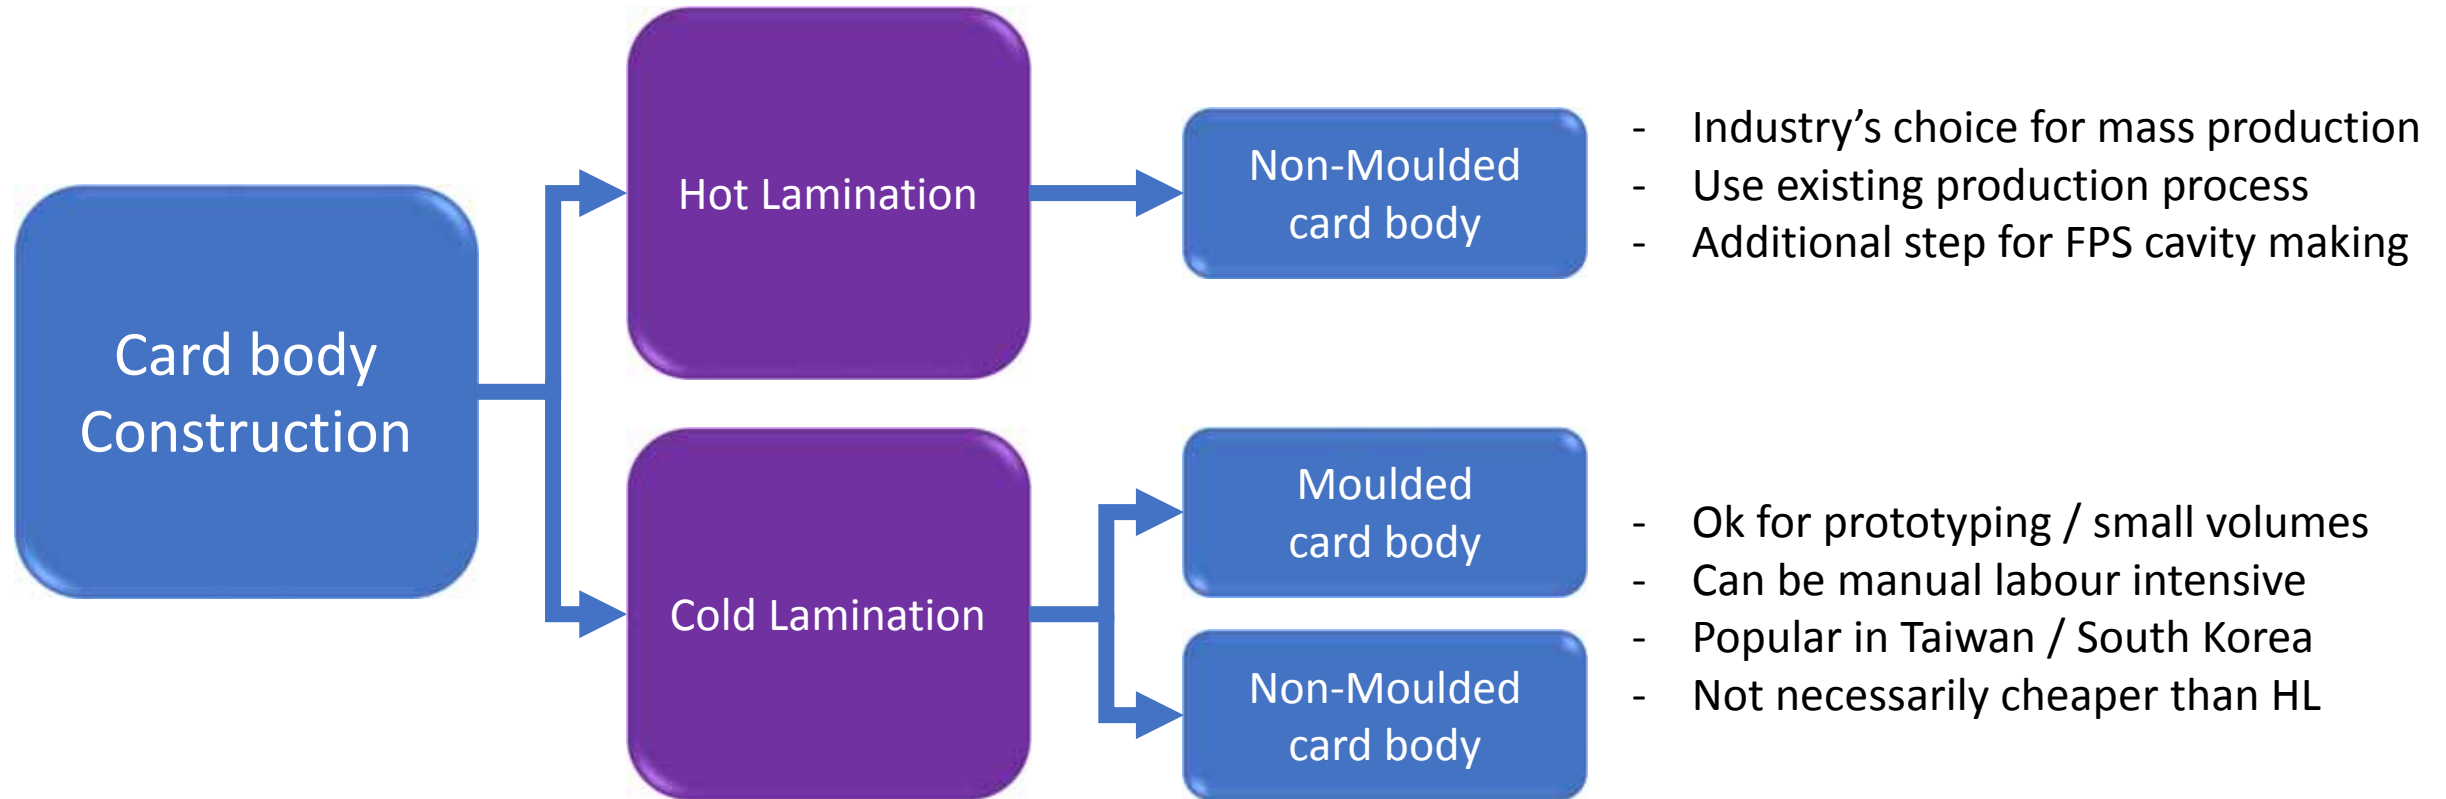 Card body
Construction
Hot Lamination
Non-Moulded
card body
- Industry’s choice for mass production
- Use existing production process
- Additional step for FPS cavity making
Cold Lamination
Moulded
card body
Non-Moulded
card body
- Ok for prototyping / small volumes
- Can be manual labour intensive
- Popular in Taiwan / South Korea
- Not necessarily cheaper than HL